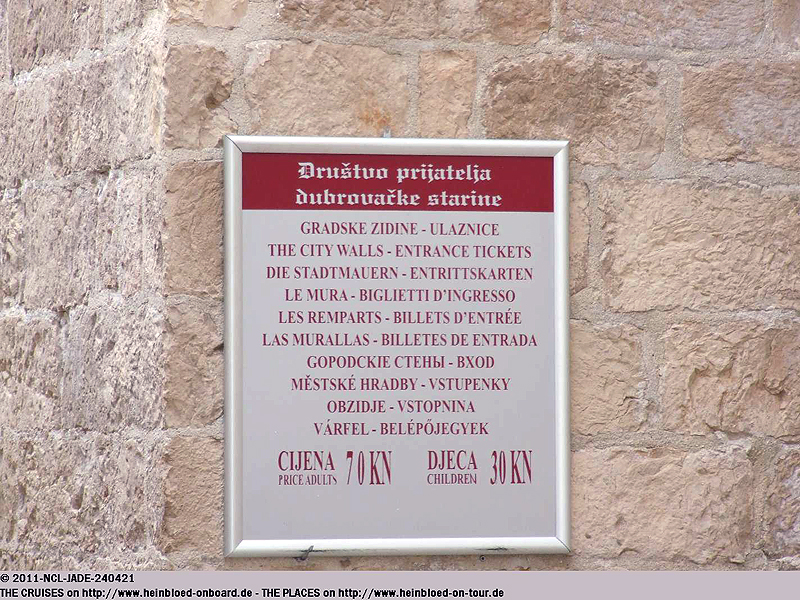 Društvo prijatelja
dubrovačke starine
GRADSKE ZIDINE - ULAZNICE
THE CITY WALLS - ENTRANCE TICKETS
DIE STADTMAUERN - ENTRITTSKARTEN
LE MURA - BIGLIETTI D'INGRESSO
LES REMPARTS - BILLETS D'ENTRÉE
LAS MURALLAS - BILLETES DE ENTRADA
ГОРОДСКИЕ СТЕНЫ - ВХОД
MĚSTSKÉ HRADBY - VSTUPENKY
OBZIDJE - VSTOPNINA
VÁRFEL - BELÉPŐJEGYEK
CIJENA 70 KN DJECA 30 KN
PRICE ADULTS CHILDREN
© 2011-NCL-JADE-240421
THE CRUISES on http://www.heinbloed-onboard.de - THE PLACES on http://www.heinbloed-on-tour.de